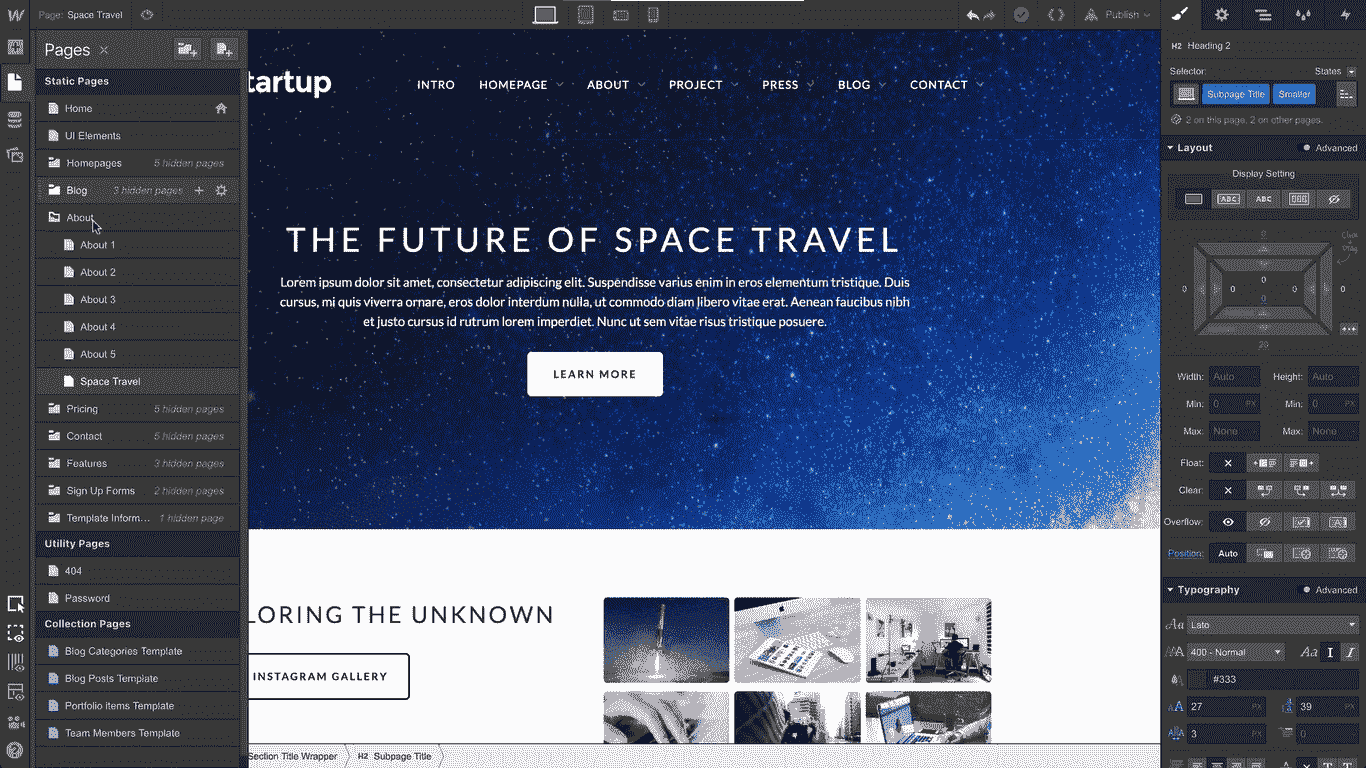 Page: Space Travel
Publish
Pages
Static Pages
Home
UI Elements
Homepages 5 hidden pages
Blog 3 hidden pages
About
About 1
About 2
About 3
About 4
About 5
Space Travel
Pricing 5 hidden pages
Contact 5 hidden pages
Features 3 hidden pages
Sign Up Forms 2 hidden pages
Template Inform... 1 hidden page
Utility Pages
404
Password
Collection Pages
Blog Categories Template
Blog Posts Template
Portfolio items Template
Team Members Template
tartup
INTRO HOMEPAGE ABOUT PROJECT PRESS BLOG CONTACT
THE FUTURE OF SPACE TRAVEL
Lorem ipsum dolor sit amet, consectetur adipiscing elit. Suspendisse varius enim in eros elementum tristique. Duis
cursus, mi quis viverra ornare, eros dolor interdum nulla, ut commodo diam libero vitae erat. Aenean faucibus nibh
et justo cursus id rutrum lorem imperdiet. Nunc ut sem vitae risus tristique posuere.
LEARN MORE
LORING THE UNKNOWN
INSTAGRAM GALLERY
Section Title Wrapper H2 Subpage Title
H2 Heading 2
Selector: States
Subpage Title Smaller
2 on this page, 2 on other pages.
Layout Advanced
Display Setting
ABC ABC
0
0
0 0 0 0
0
20
Width: Auto Height: Auto
Min: 0 PX Min: 0 PX
Max: None Max: None
Float:
Clear:
Overflow:
Position: Auto
Typography Advanced
Aa Lato
400 - Normal Aa I I
#333
27 PX 39 PX
3 PX 0